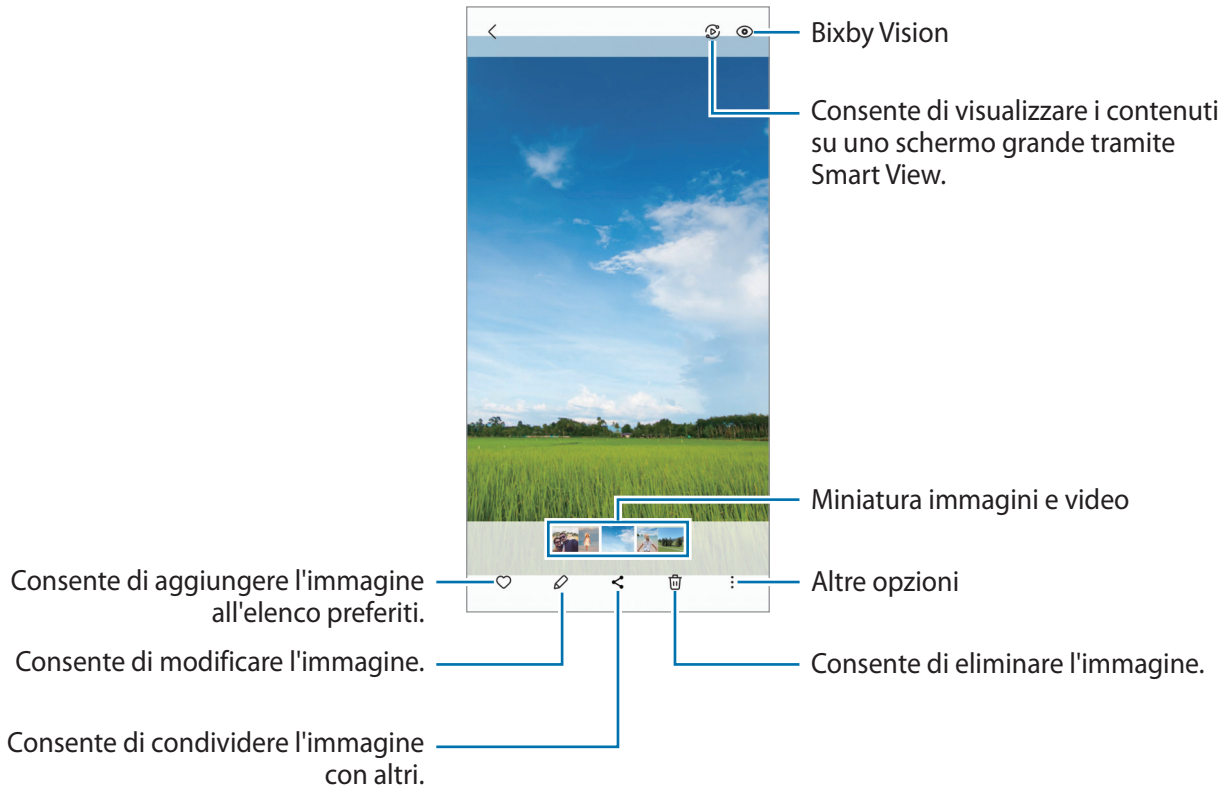 Bixby Vision
Consente di visualizzare i contenuti
su uno schermo grande tramite
Smart View.
Miniatura immagini e video
Consente di aggiungere l'immagine
all'elenco preferiti.
Altre opzioni
Consente di modificare l'immagine.
Consente di eliminare l'immagine.
Consente di condividere l'immagine
con altri.